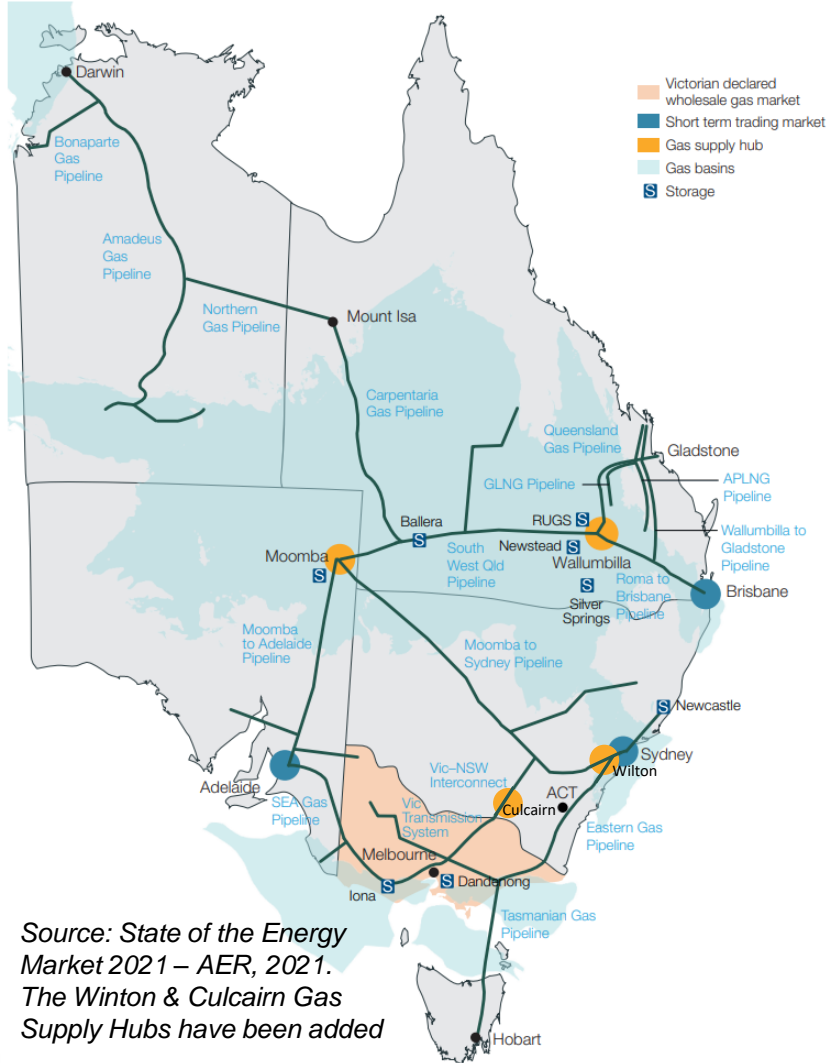 Darwin
Victorian declared
wholesale gas market
Short term trading market
Gas supply hub
Gas basins
S Storage
Bonaparte
Gas
Pipeline
Amadeus
Gas
Pipeline
Northern
Gas Pipeline
Mount Isa
Carpentaria
Gas Pipeline
Queensland
Gas Pipeline
Gladstone
GLNG Pipeline
APLNG
Pipeline
Ballera
S
RUGS S
Newstead S
Wallumbilla
Wallumbilla to
Gladstone
Pipeline
Moomba
S
South
West Qld
Pipeline
S
Silver
Springs
Roma to
Brisbane
Pipeline
Brisbane
Moomba
to Adelaide
Pipeline
Moomba to
Sydney Pipeline
S Newcastle
Sydney
Wilton
Adelaide
Vic–NSW
Interconnect
Culcairn
ACT
SEA Gas
Pipeline
Vic
Transmission
System
Eastern Gas
Pipeline
Melbourne
S Dandenong
Iona S
Tasmanian Gas
Pipeline
Source: State of the Energy
Market 2021 – AER, 2021.
The Winton & Culcairn Gas
Supply Hubs have been added
Hobart